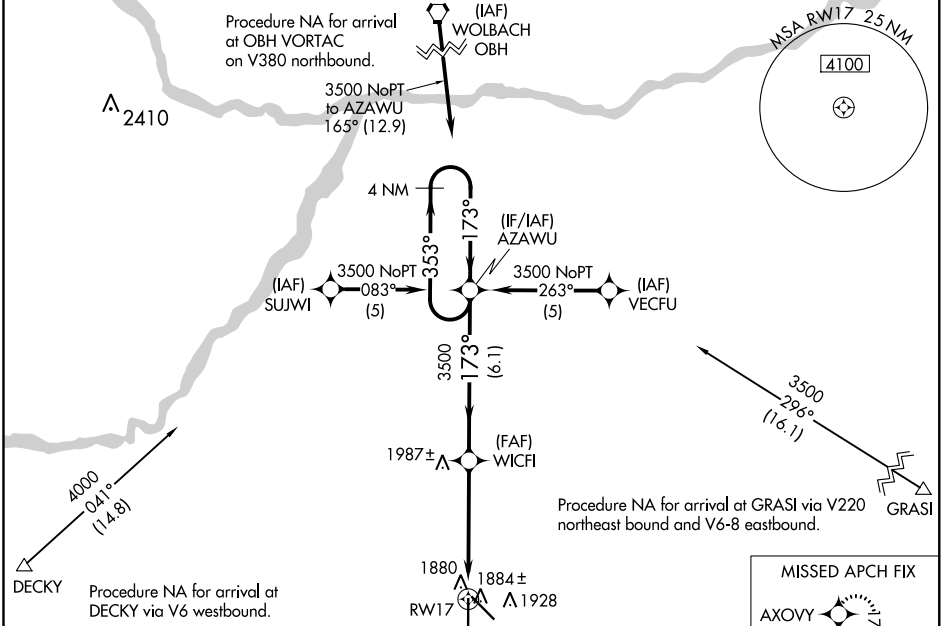 Procedure NA for arrival
at OBH VORTAC
on V380 northbound.
(IAF)
WOLBACH
OBH
MSA RW17 25 NM
4100
3500 NoPT
to AZAWU
165° (12.9)
2410
4 NM
353°
173°
(IF/IAF)
AZAWU
(IAF)
SUJWI
3500 NoPT
083°
(5)
3500 NoPT
263°
(5)
(IAF)
VECFU
3500
173°
(6.1)
3500
296°
(16.1)
1987±
(FAF)
WICFI
4000
041°
(14.8)
GRASI
Procedure NA for arrival at GRASI via V220
northeast bound and V6-8 eastbound.
DECKY
Procedure NA for arrival at
DECKY via V6 westbound.
1880
1884±
1928
RW17
MISSED APCH FIX
AXOVY